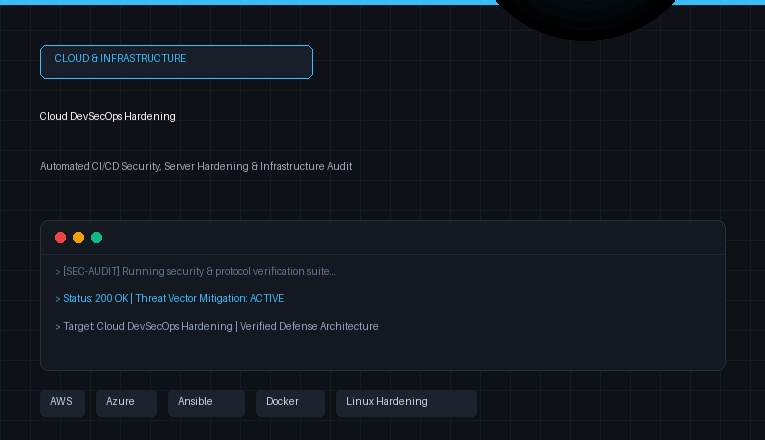 CLOUD & INFRASTRUCTURE
Cloud DevSecOps Hardening
Automated CI/CD Security, Server Hardening & Infrastructure Audit
> [SEC-AUDIT] Running security & protocol verification suite...
> Status: 200 OK | Threat Vector Mitigation: ACTIVE
> Target: Cloud DevSecOps Hardening | Verified Defense Architecture
AWS Azure Ansible Docker Linux Hardening